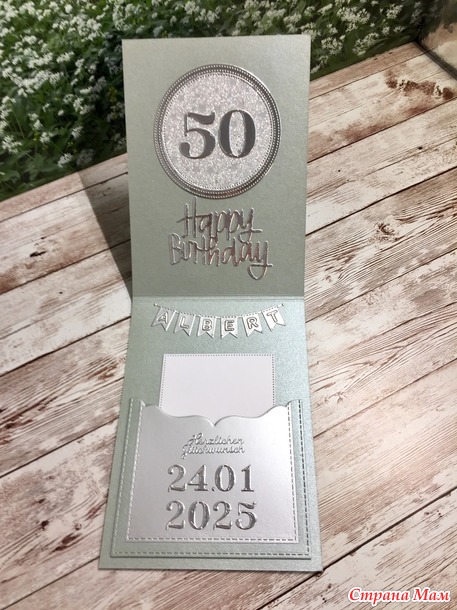 50
Happy
Birthday
ALBERT
Herzlichen
Glückwunsch
24.01
2025
Страна Мам